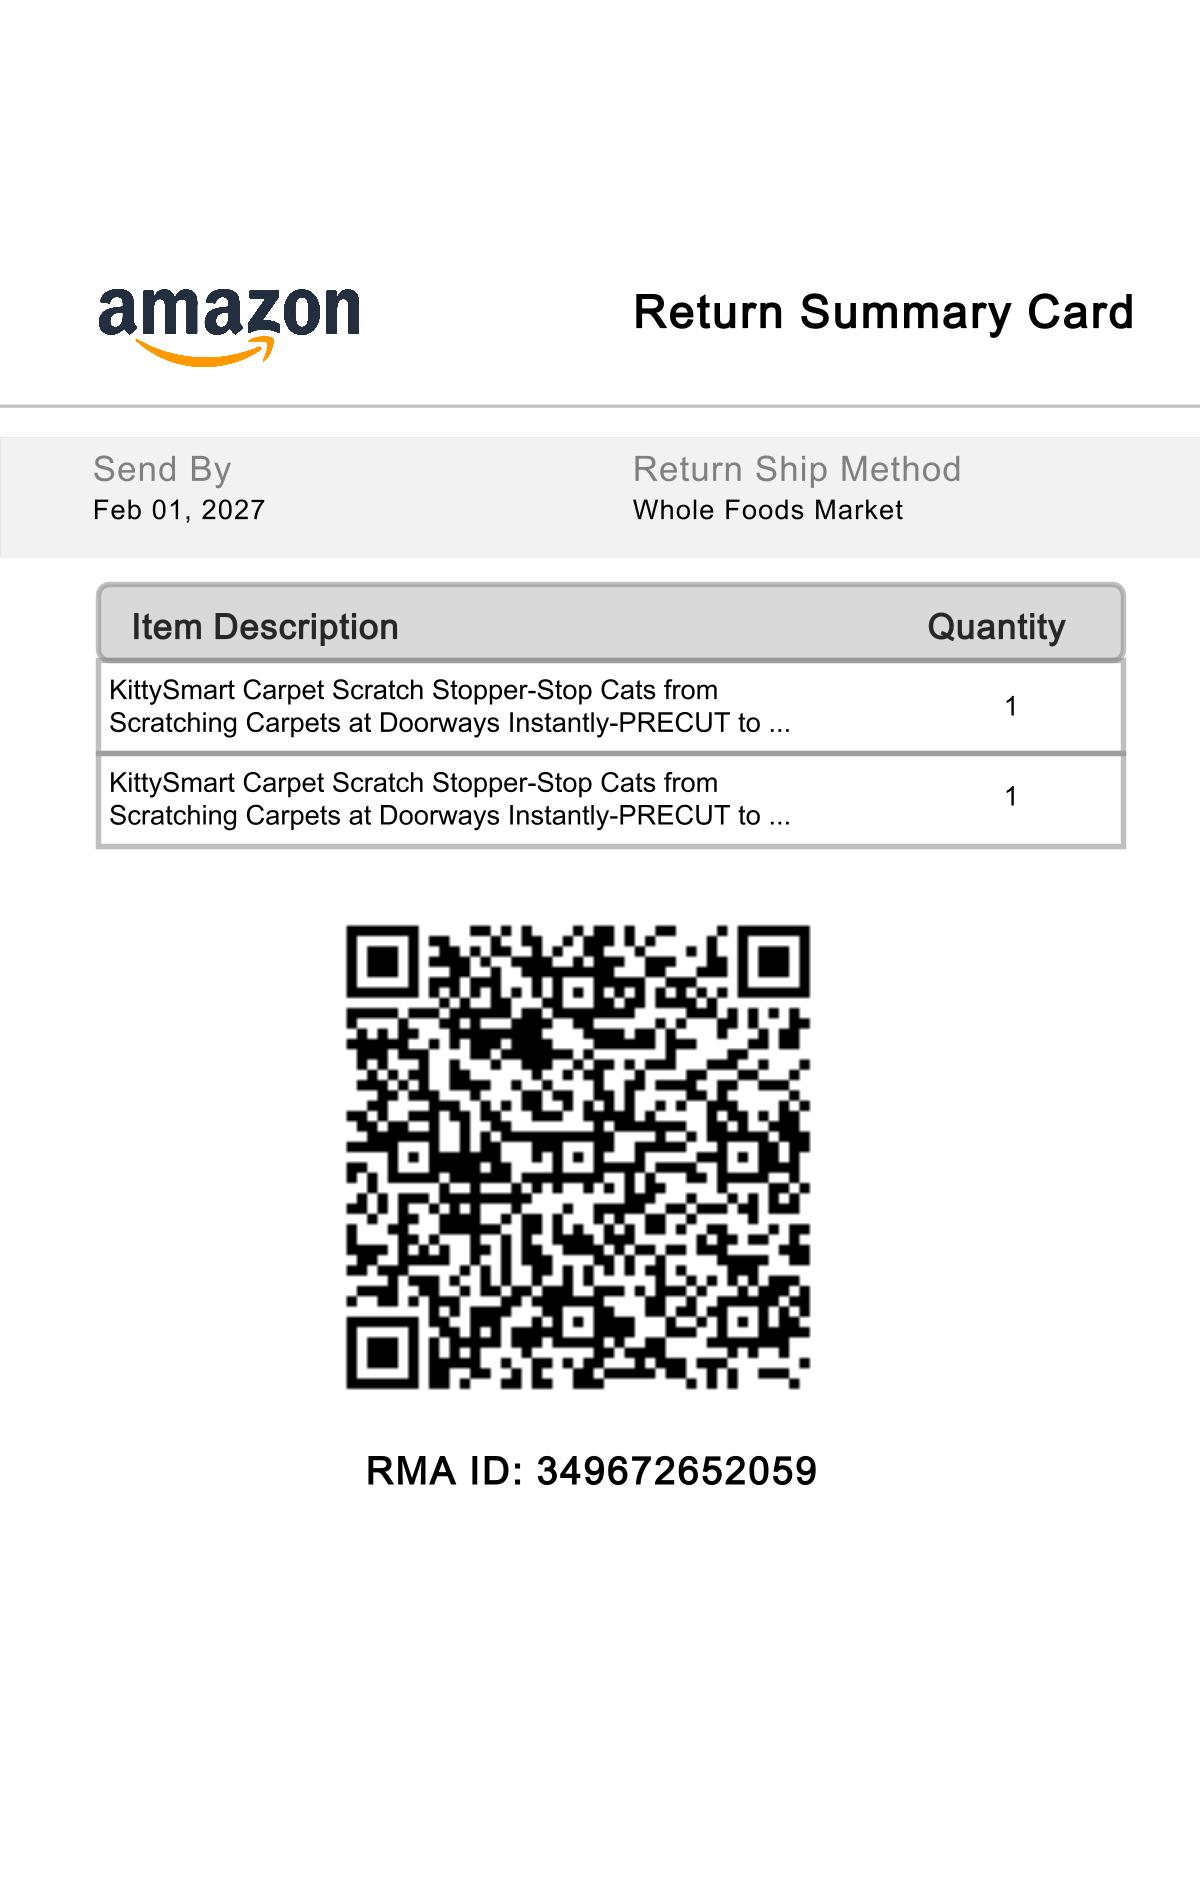 amazon
Return Summary Card
Send By
Return Ship Method
Feb 01, 2027
Whole Foods Market
Item Description
Quantity
KittySmart Carpet Scratch Stopper-Stop Cats from
Scratching Carpets at Doorways Instantly-PRECUT to ...
1
KittySmart Carpet Scratch Stopper-Stop Cats from
Scratching Carpets at Doorways Instantly-PRECUT to ...
1
RMA ID: 349672652059